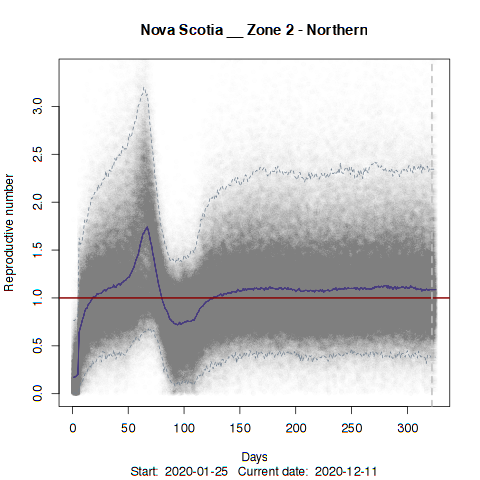 Nova Scotia __ Zone 2 - Northern
Reproductive number
3.0
2.5
2.0
1.5
1.0
0.5
0.0
0 50 100 150 200 250 300
Days
Start: 2020-01-25 Current date: 2020-12-11